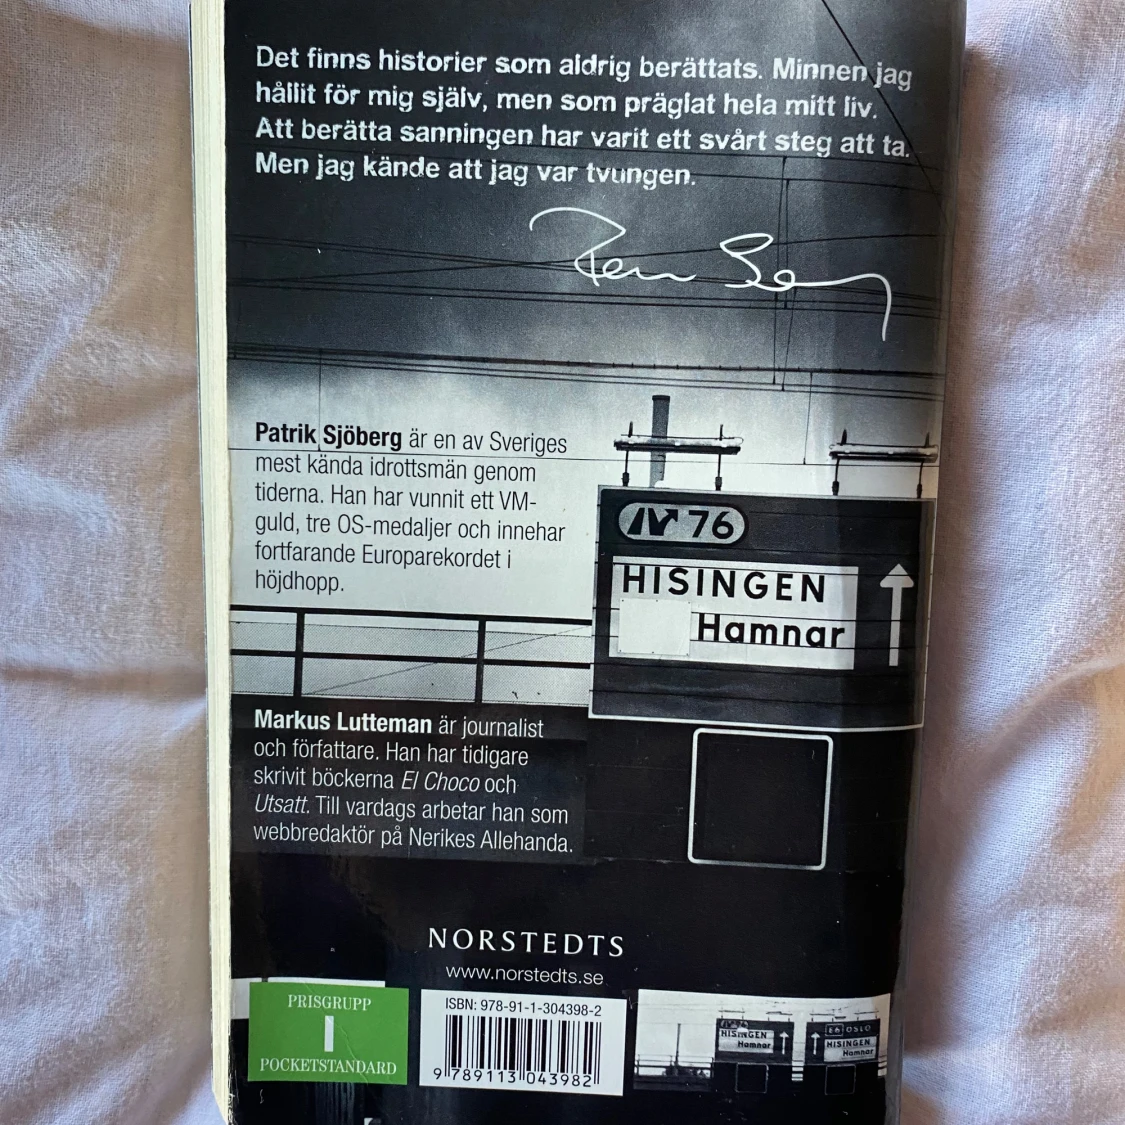 Det finns historier som aldrig berättats. Minnen jag
hållit för mig själv, men som präglat hela mitt liv.
Att berätta sanningen har varit ett svårt steg att ta.
Men jag kände att jag var tvungen.
Patrik Sjöberg är en av Sveriges
mest kända idrottsmän genom
tiderna. Han har vunnit ett VM-
guld, tre OS-medaljer och innehar
fortfarande Europarekordet i
höjdhopp.
76
HISINGEN
Hamnar
Markus Lutteman är journalist
och författare. Han har tidigare
skrivit böckerna El Choco och
Utsatt. Till vardags arbetar han som
webbredaktör på Nerikes Allehanda.
NORSTEDTS
www.norstedts.se
PRISGRUPP
1
POCKETSTANDARD
ISBN: 978-91-1-304398-2
9 789113 043982
HISINGEN
Hamnar
E6 OSLO
HISINGEN
Hamnar